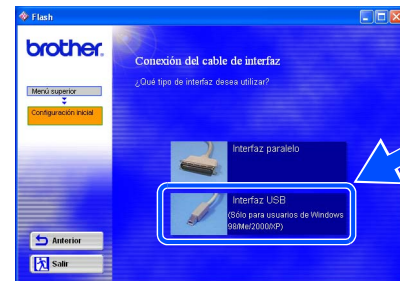 Flash
brother.
Conexión del cable de interfaz
¿Qué tipo de interfaz desea utilizar?
Menú superior
Configuración inicial
Interfaz paralelo
Interfaz USB
(Sólo para usuarios de Windows
98/Me/2000/XP)
Anterior
Salir